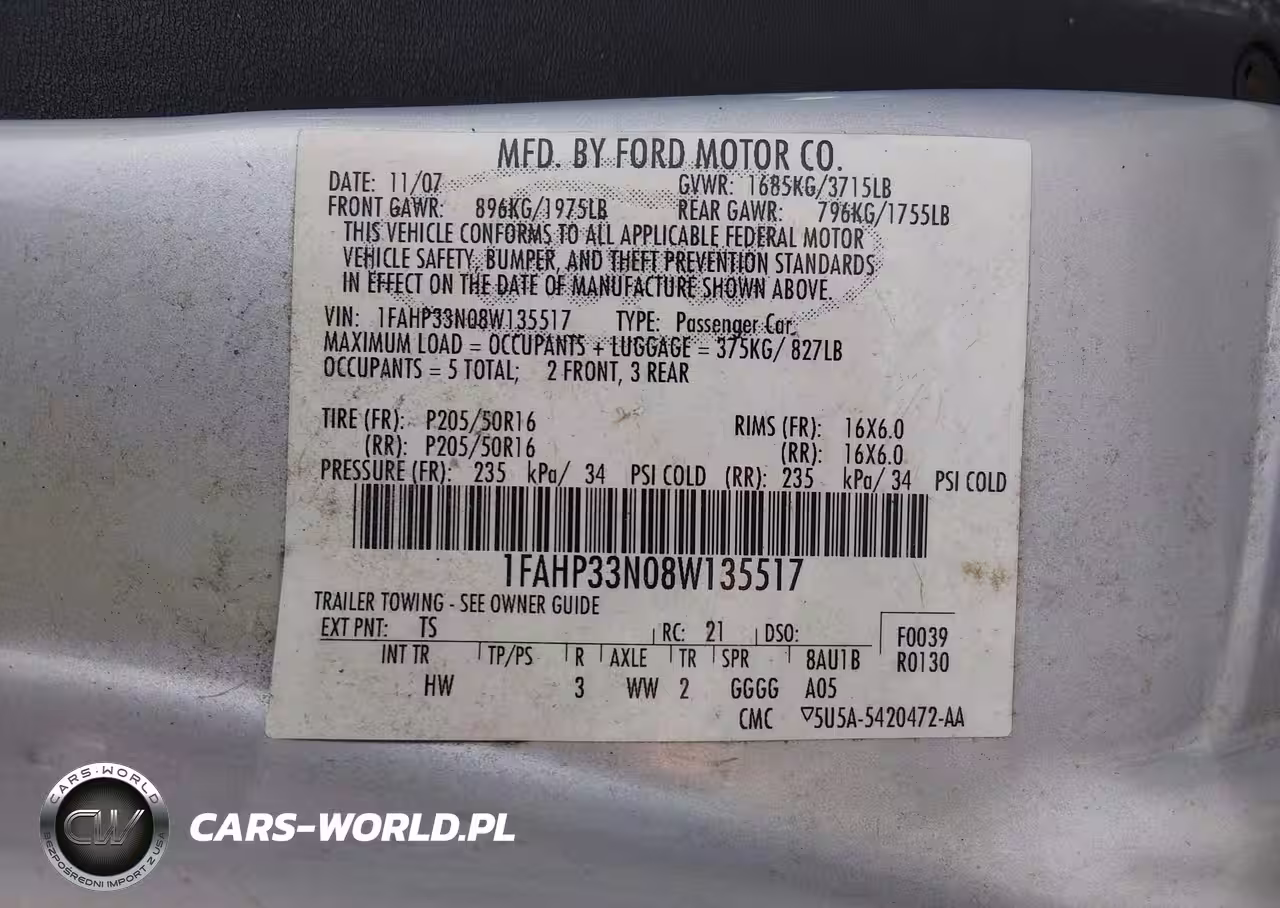 MFD. BY FORD MOTOR CO.
DATE: 11/07 GVWR: 1685KG/3715LB
FRONT GAWR: 896KG/1975LB REAR GAWR: 796KG/1755LB
THIS VEHICLE CONFORMS TO ALL APPLICABLE FEDERAL MOTOR
VEHICLE SAFETY, BUMPER, AND THEFT PREVENTION STANDARDS
IN EFFECT ON THE DATE OF MANUFACTURE SHOWN ABOVE.
VIN: 1FAHP33N08W135517 TYPE: Passenger Car
MAXIMUM LOAD = OCCUPANTS + LUGGAGE = 375KG/ 827LB
OCCUPANTS = 5 TOTAL; 2 FRONT, 3 REAR
TIRE (FR): P205/50R16 RIMS (FR): 16X6.0
(RR): P205/50R16 (RR): 16X6.0
PRESSURE (FR): 235 kPa/ 34 PSI COLD (RR): 235 kPa/ 34 PSI COLD
1FAHP33N08W135517
TRAILER TOWING - SEE OWNER GUIDE
EXT PNT: TS RC: 21 DSO: F0039
INT TR TP/PS R AXLE TR SPR 8AU1B R0130
HW 3 WW 2 GGGG A05
CMC ▽5U5A-5420472-AA
CARS-WORLD
CW
BEZPOŚREDNI IMPORT Z USA
CARS-WORLD.PL